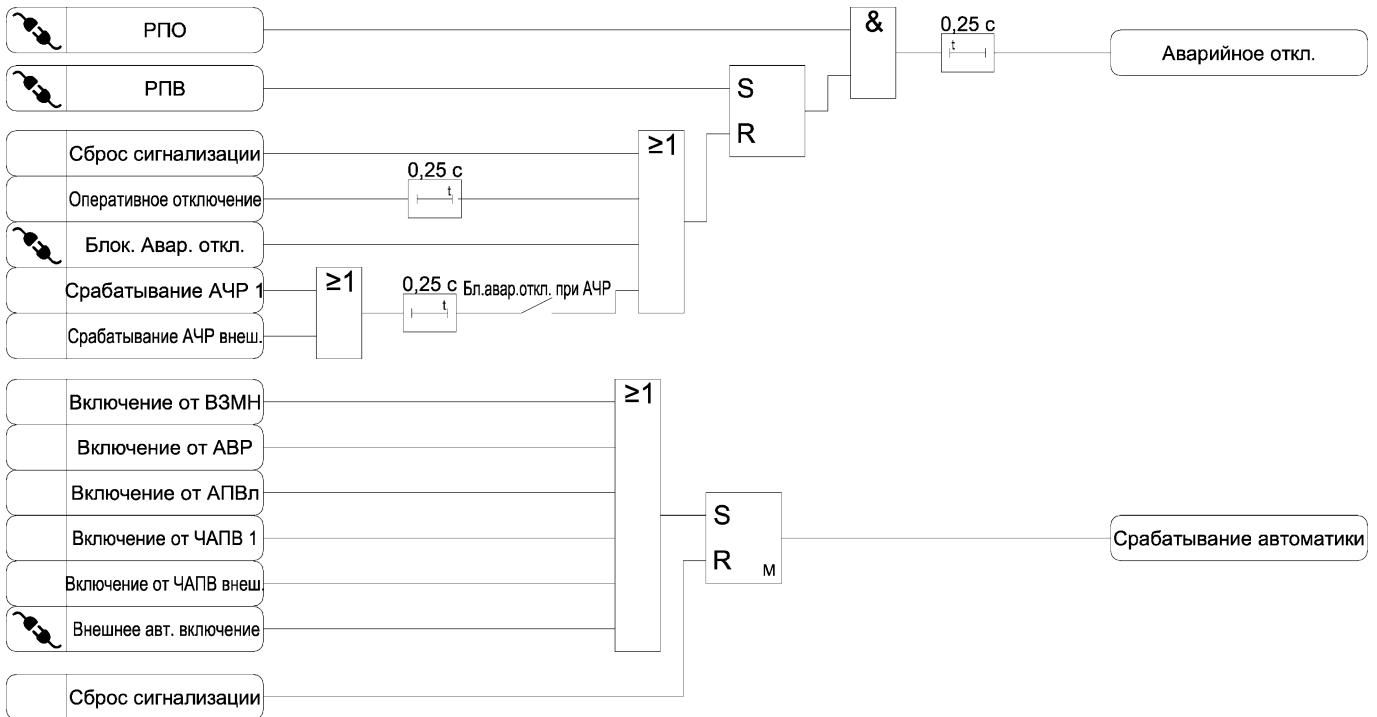 РПО
&
0,25 с
t
Аварийное откл.
РПВ
S
R
Сброс сигнализации
≥1
0,25 с
t
Оперативное отключение
Блок. Авар. откл.
Срабатывание АЧР 1
≥1
0,25 с
t
Бл.авар.откл. при АЧР
Срабатывание АЧР внеш.
Включение от ВЗМН
≥1
Включение от АВР
Включение от АПВл
S
R
М
Включение от ЧАПВ 1
Срабатывание автоматики
Включение от ЧАПВ внеш.
Внешнее авт. включение
Сброс сигнализации